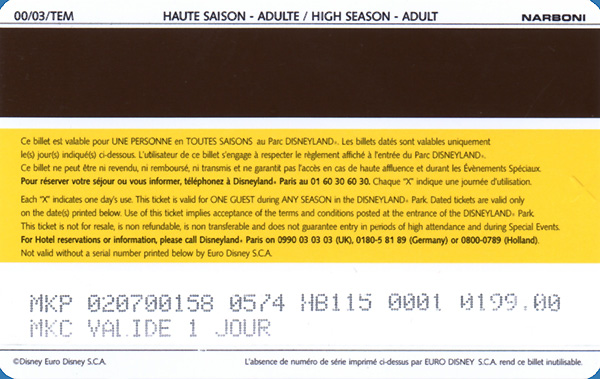 00/03/TEM HAUTE SAISON - ADULTE / HIGH SEASON - ADULT NARBONI
Ce billet est valable pour UNE PERSONNE en TOUTES SAISONS au Parc DISNEYLAND®. Les billets datés sont valables uniquement
le(s) jour(s) indiqué(s) ci-dessous. L'utilisateur de ce billet s'engage à respecter le règlement affiché à l'entrée du Parc DISNEYLAND®.
Ce billet ne peut être ni revendu, ni remboursé, ni transmis et ne garantit pas l'accès en cas de haute affluence et durant les Évènements Spéciaux.
Pour réserver votre séjour ou vous informer, téléphonez à Disneyland® Paris au 01 60 30 60 30. Chaque "X" indique une journée d'utilisation.
Each "X" indicates one day's use. This ticket is valid for ONE GUEST during ANY SEASON in the DISNEYLAND® Park. Dated tickets are valid only
on the date(s) printed below. Use of this ticket implies acceptance of the terms and conditions posted at the entrance of the DISNEYLAND® Park.
This ticket is not for resale, is non refundable, is non transferable and does not guarantee entry in periods of high attendance and during Special Events.
For Hotel reservations or information, please call Disneyland® Paris on 0990 03 03 03 (UK), 0180-5 81 89 (Germany) or 0800-0789 (Holland).
Not valid without a serial number printed below by Euro Disney S.C.A.
MKP 020700158 0574 HB115 0001 0199.00
MKC VALIDE 1 JOUR
©Disney Euro Disney S.C.A. L'absence de numéro de série imprimé ci-dessus par EURO DISNEY S.C.A. rend ce billet inutilisable.